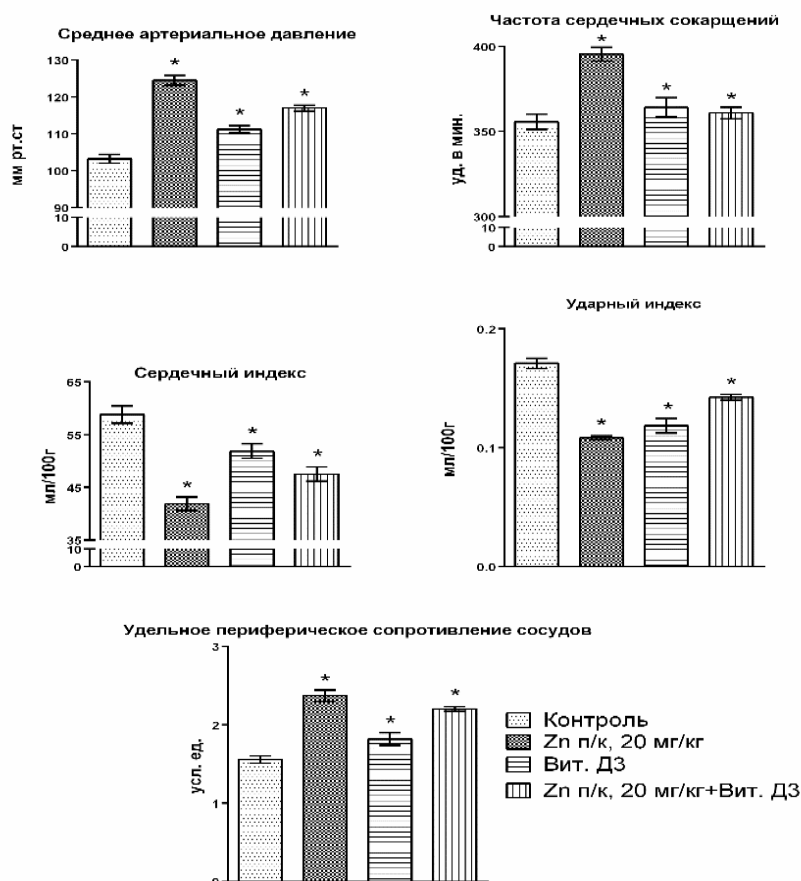 Среднее артериальное давление
130
120
110
100
90
10
0
мм рт.ст
*
*
*
Частота сердечных сокарщений
400
350
300
10
0
уд. в мин.
*
*
*
Сердечный индекс
65
55
45
35
10
0
мл/100г
*
*
*
Ударный индекс
0.2
0.1
0.0
мл/100г
*
*
*
Удельное периферическое сопротивление сосудов
3
2
1
0
усл. ед.
*
*
*
Контроль
Zn п/к, 20 мг/кг
Вит. Д3
Zn п/к, 20 мг/кг+Вит. Д3